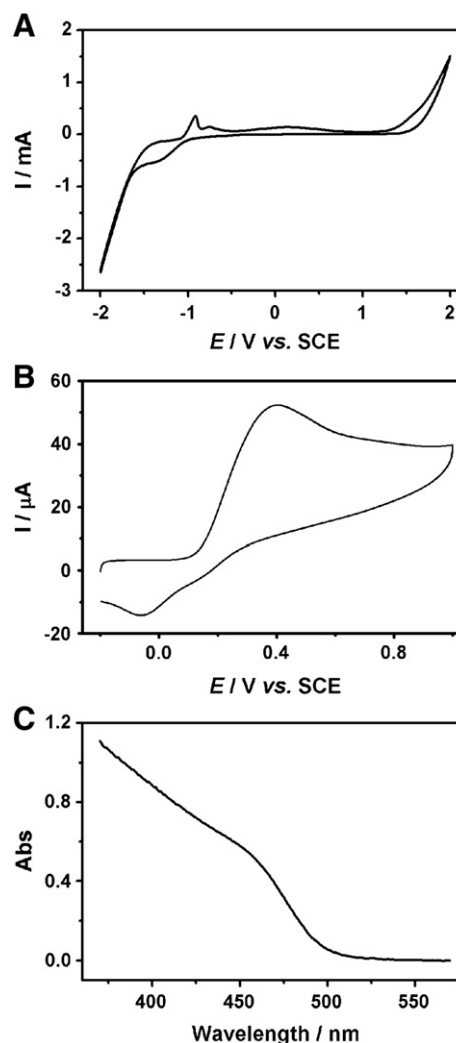 A
2
1
0
-1
-2
-3
I / mA
-2 -1 0 1 2
E / V vs. SCE
B
60
40
20
0
-20
I / μA
0.0 0.4 0.8
E / V vs. SCE
C
1.2
0.8
0.4
0.0
Abs
400 450 500 550
Wavelength / nm